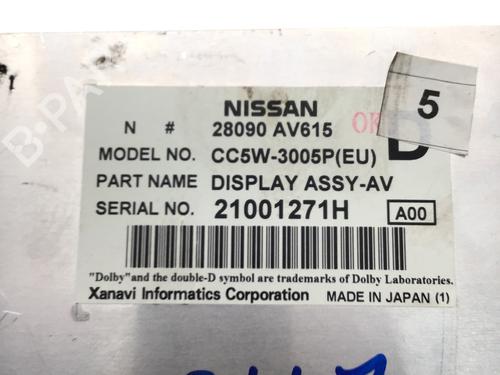 NISSAN
N # 28090 AV615
MODEL NO. CC5W-3005P(EU)
PART NAME DISPLAY ASSY-AV
SERIAL NO. 21001271H A00
"Dolby"and the double-D symbol are trademarks of Dolby Laboratories.
Xanavi Informatics Corporation MADE IN JAPAN (1)
5
D
B-PARTS